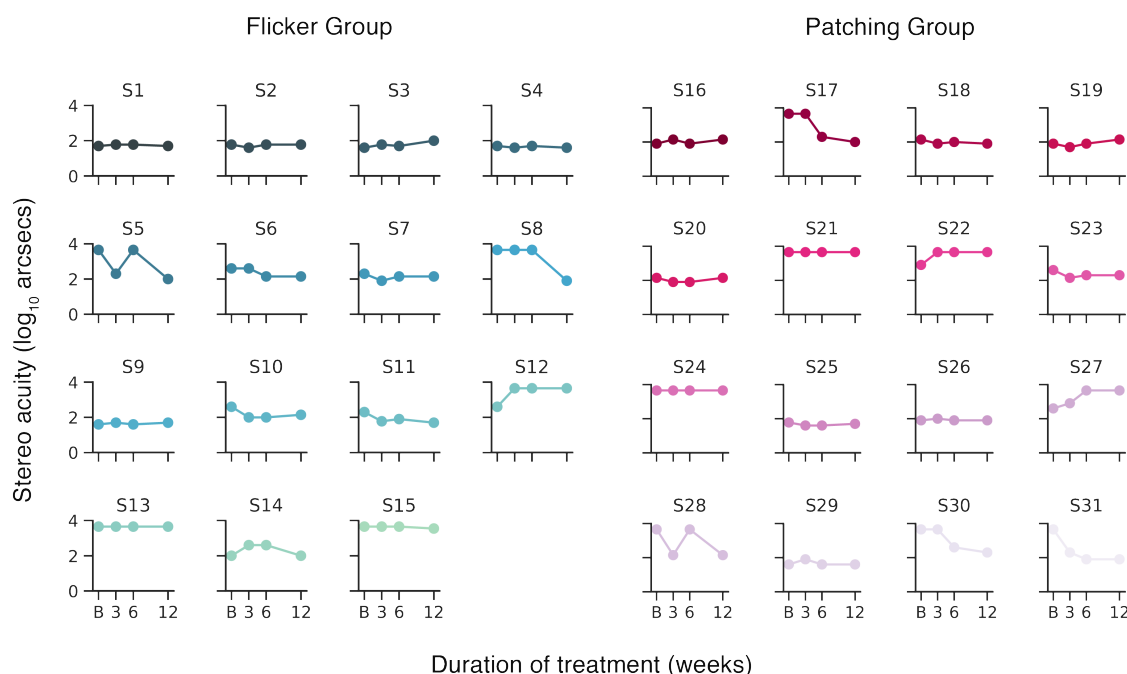 Flicker Group
Patching Group
S1 S2 S3 S4 S16 S17 S18 S19
4
2
0
S5 S6 S7 S8 S20 S21 S22 S23
4
2
0
S9 S10 S11 S12 S24 S25 S26 S27
4
2
0
S13 S14 S15 S28 S29 S30 S31
4
2
0
B 3 6 12 B 3 6 12 B 3 6 12 B 3 6 12 B 3 6 12 B 3 6 12 B 3 6 12
Stereo acuity (log10 arcsecs)
Duration of treatment (weeks)